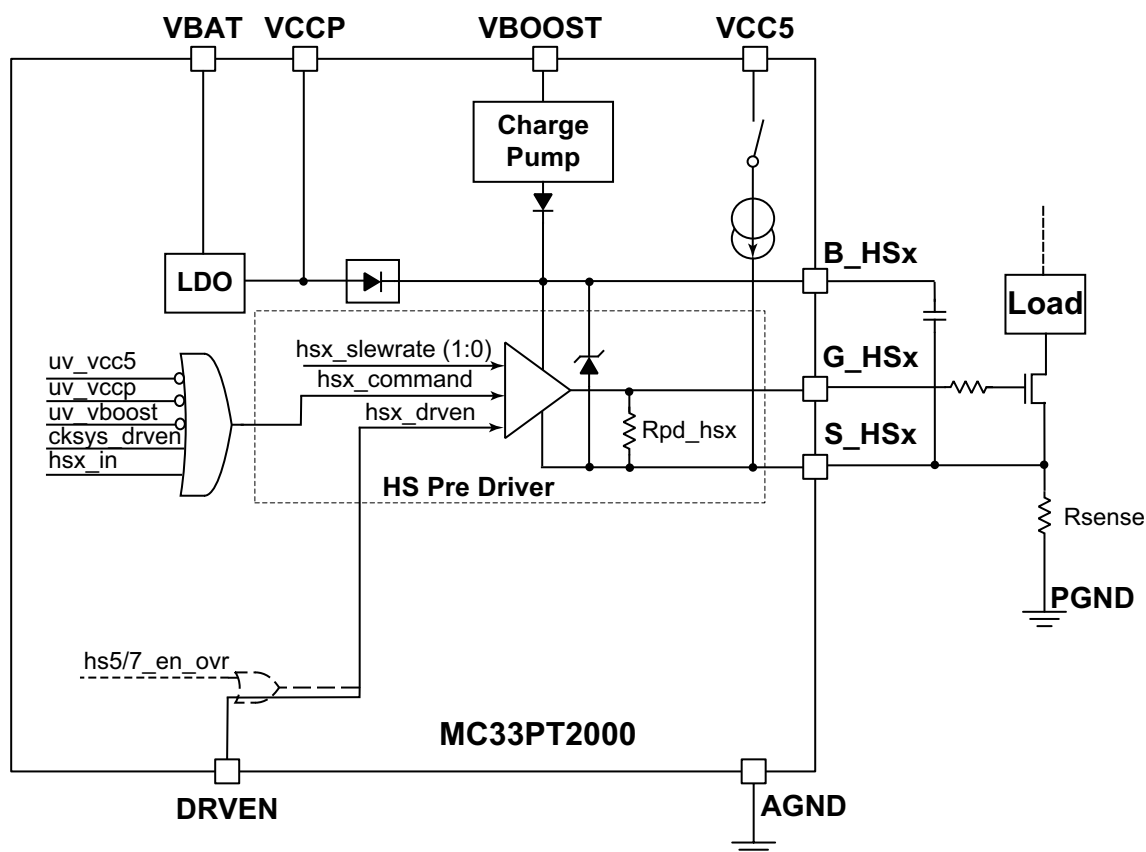 VBAT VCCP VBOOST VCC5
Charge
Pump
B_HSx
LDO
Load
hsx_slewrate (1:0)
uv_vcc5
hsx_command
G_HSx
uv_vccp
uv_vboost
hsx_drven
cksys_drven
Rpd_hsx
S_HSx
hsx_in
HS Pre Driver
Rsense
PGND
hs5/7_en_ovr
MC33PT2000
DRVEN
AGND